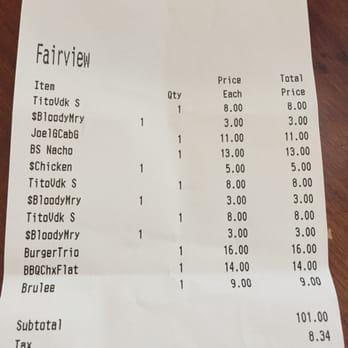 Fairview
Item Qty Price Each Total Price
TitoVdk S 1 8.00 8.00
$BloodyMry 1 3.00 3.00
JoelGCabG 1 11.00 11.00
BS Nacho 1 13.00 13.00
$Chicken 1 5.00 5.00
TitoVdk S 1 8.00 8.00
$BloodyMry 1 3.00 3.00
TitoVdk S 1 8.00 8.00
$BloodyMry 1 3.00 3.00
BurgerTrio 1 16.00 16.00
BBQChxFlat 1 14.00 14.00
Brulee 1 9.00 9.00
Subtotal 101.00
Tax 8.34